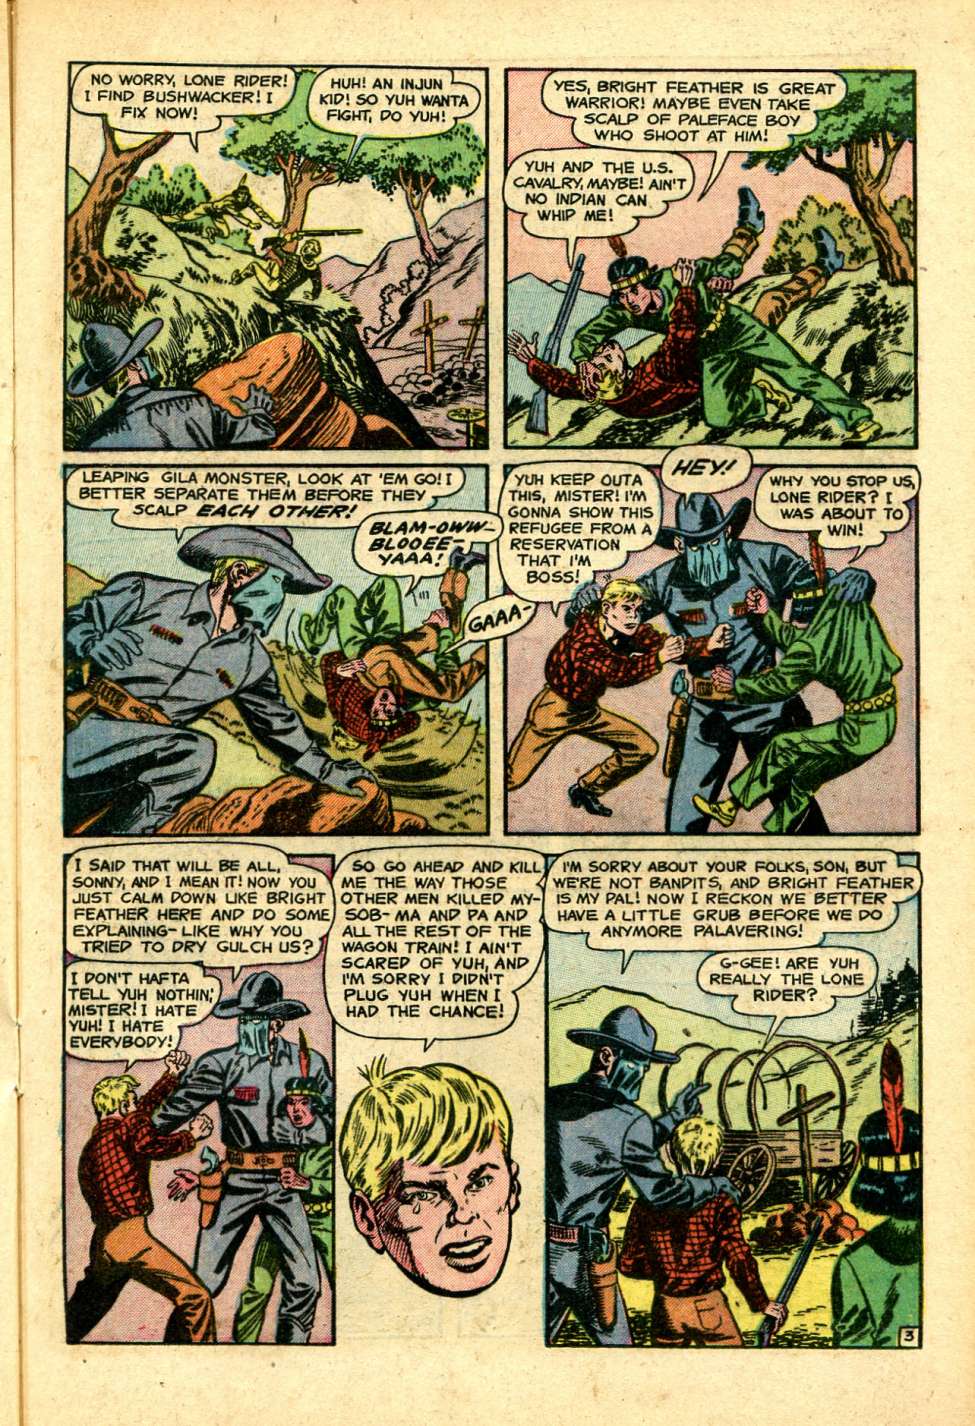 NO WORRY, LONE RIDER!
I FIND BUSHWACKER! I
FIX NOW!
HUH! AN INJUN
KID! SO YUH WANTA
FIGHT, DO YUH!
YES, BRIGHT FEATHER IS GREAT
WARRIOR! MAYBE EVEN TAKE
SCALP OF PALEFACE BOY
WHO SHOOT AT HIM!
YUH AND THE U.S.
CAVALRY, MAYBE! AIN'T
NO INDIAN CAN
WHIP ME!
LEAPING GILA MONSTER, LOOK AT 'EM GO! I
BETTER SEPARATE THEM BEFORE THEY
SCALP EACH OTHER!
BLAM-OWW-
BLOOEE-
YAAA!
GAAA-
YUH KEEP OUTA
THIS, MISTER! I'M
GONNA SHOW THIS
REFUGEE FROM A
RESERVATION
THAT I'M
BOSS!
HEY!
WHY YOU STOP US,
LONE RIDER? I
WAS ABOUT TO
WIN!
I SAID THAT WILL BE ALL,
SONNY, AND I MEAN IT! NOW YOU
JUST CALM DOWN LIKE BRIGHT
FEATHER HERE AND DO SOME
EXPLAINING- LIKE WHY YOU
TRIED TO DRY GULCH US?
I DON'T HAFTA
TELL YUH NOTHIN',
MISTER! I HATE
YUH! I HATE
EVERYBODY!
SO GO AHEAD AND KILL
ME THE WAY THOSE
OTHER MEN KILLED MY-
SOB- MA AND PA AND
ALL THE REST OF THE
WAGON TRAIN! I AIN'T
SCARED OF YUH, AND
I'M SORRY I DIDN'T
PLUG YUH WHEN I
HAD THE CHANCE!
I'M SORRY ABOUT YOUR FOLKS, SON, BUT
WE'RE NOT BANDITS, AND BRIGHT FEATHER
IS MY PAL! NOW I RECKON WE BETTER
HAVE A LITTLE GRUB BEFORE WE DO
ANYMORE PALAVERING!
G-GEE! ARE YUH
REALLY THE LONE
RIDER?
3